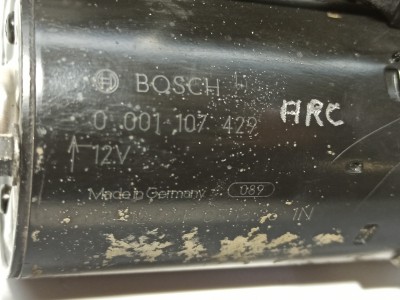 BOSCH
0 001 107 429 ARC
12V
Made in Germany 089